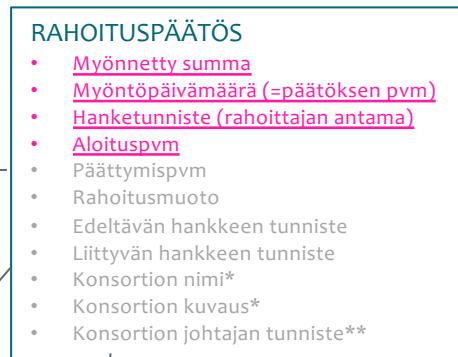 RAHOITUSPÄÄTÖS
• Myönnetty summa
• Myöntöpäivämäärä (=päätöksen pvm)
• Hanketunniste (rahoittajan antama)
• Aloituspvm
• Päättymispvm
• Rahoitusmuoto
• Edeltävän hankkeen tunniste
• Liittyvän hankkeen tunniste
• Konsortion nimi*
• Konsortion kuvaus*
• Konsortion johtajan tunniste**